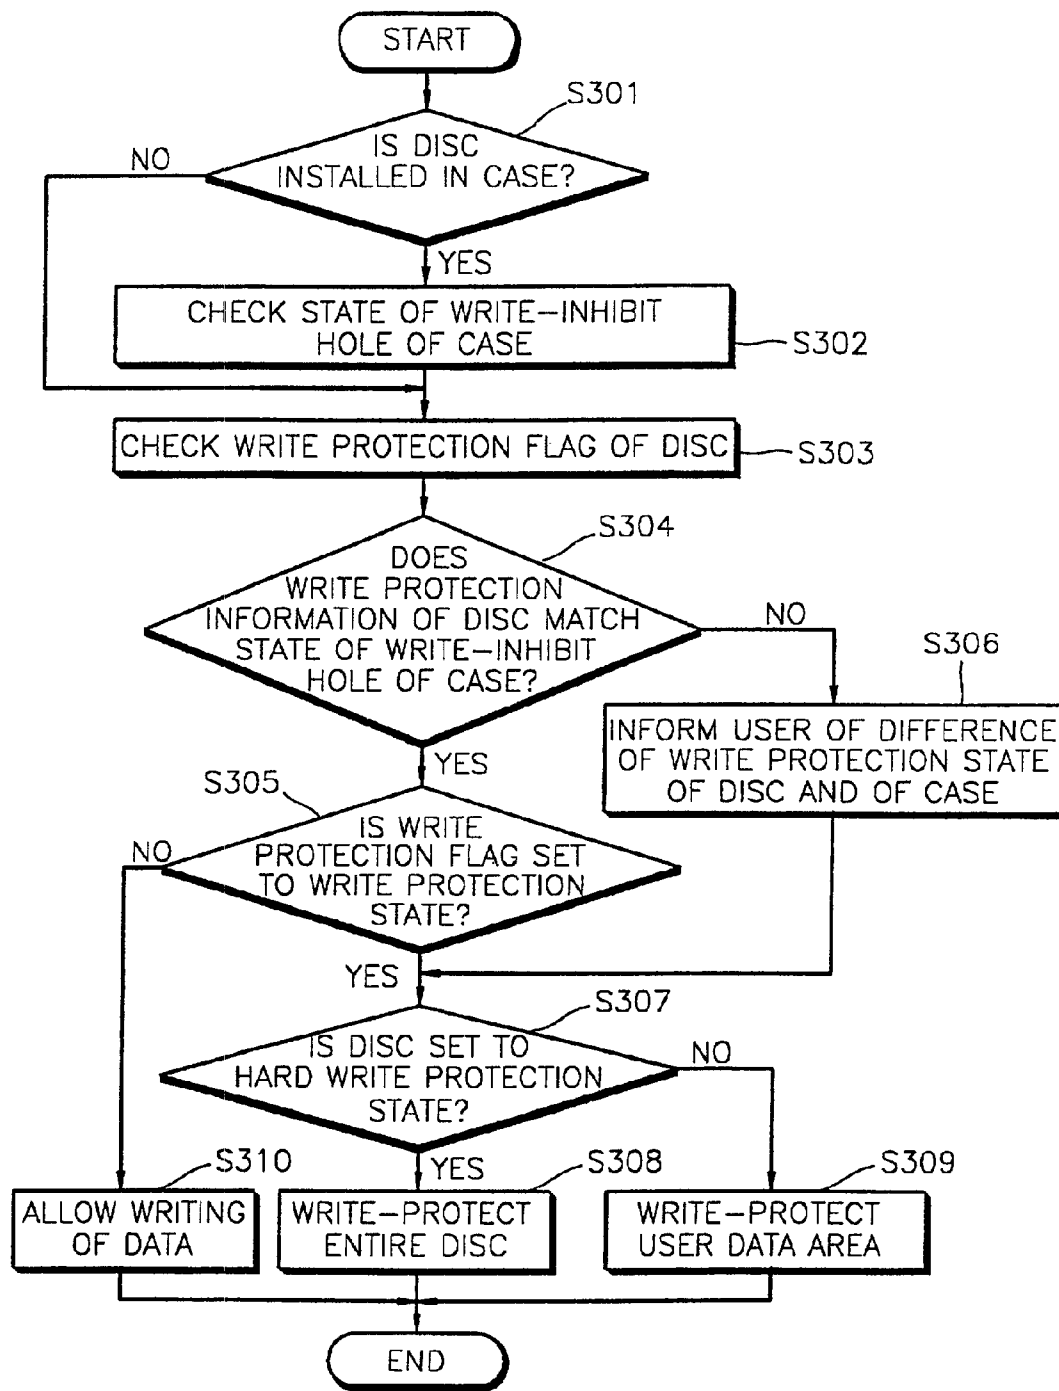 START
S301
IS DISC
INSTALLED IN CASE?
NO
YES
CHECK STATE OF WRITE-INHIBIT
HOLE OF CASE
S302
CHECK WRITE PROTECTION FLAG OF DISC
S303
S304
DOES
WRITE PROTECTION
INFORMATION OF DISC MATCH
STATE OF WRITE-INHIBIT
HOLE OF CASE?
NO
YES
S306
INFORM USER OF DIFFERENCE
OF WRITE PROTECTION STATE
OF DISC AND OF CASE
S305
IS WRITE
PROTECTION FLAG SET
TO WRITE PROTECTION
STATE?
NO
YES
S307
IS DISC SET TO
HARD WRITE PROTECTION
STATE?
NO
YES
S310
ALLOW WRITING
OF DATA
S308
WRITE-PROTECT
ENTIRE DISC
S309
WRITE-PROTECT
USER DATA AREA
END